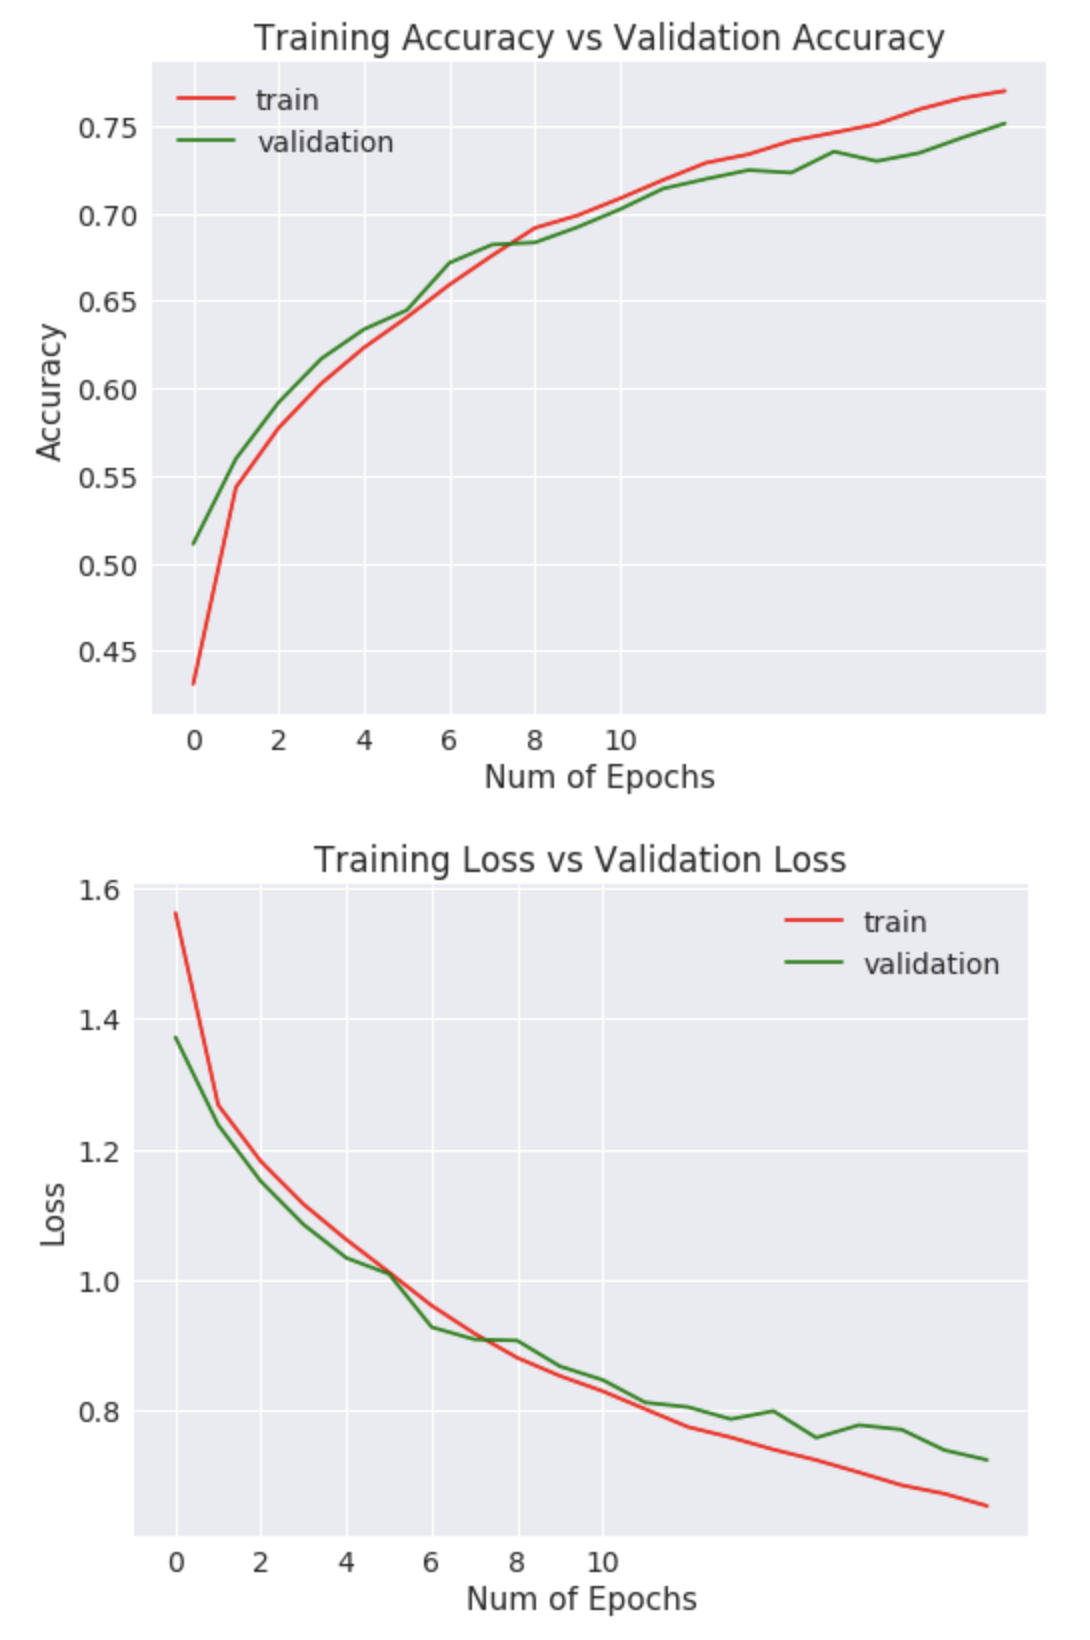 Training Accuracy vs Validation Accuracy
train
validation
0.75
0.70
0.65
0.60
0.55
0.50
0.45
Accuracy
0 2 4 6 8 10
Num of Epochs
Training Loss vs Validation Loss
train
validation
1.6
1.4
1.2
1.0
0.8
Loss
0 2 4 6 8 10
Num of Epochs